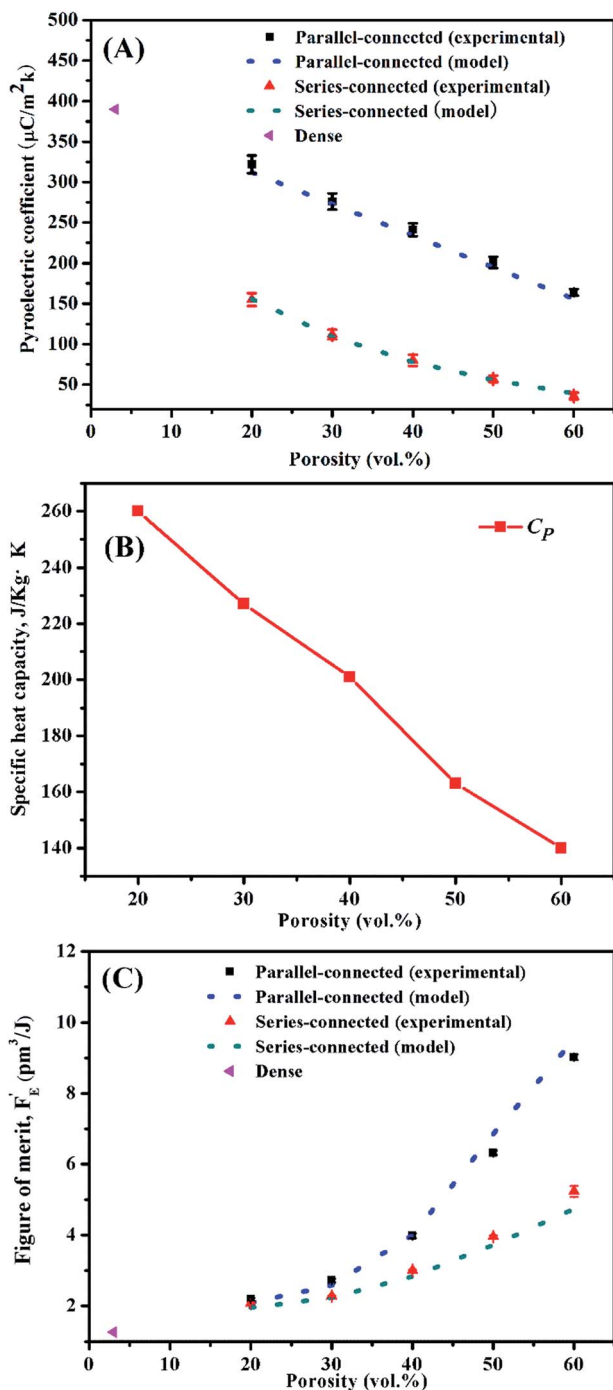 (A)
Parallel-connected (experimental)
Parallel-connected (model)
Series-connected (experimental)
Series-connected (model)
Dense
Pyroelectric coefficient (μC/m²k)
500
450
400
350
300
250
200
150
100
50
0 10 20 30 40 50 60
Porosity (vol.%)
(B)
C_P
Specific heat capacity, J/Kg· K
260
240
220
200
180
160
140
20 30 40 50 60
Porosity (vol.%)
(C)
Parallel-connected (experimental)
Parallel-connected (model)
Series-connected (experimental)
Series-connected (model)
Dense
Figure of merit, F'_E (pm³/J)
12
10
8
6
4
2
0 10 20 30 40 50 60
Porosity (vol.%)